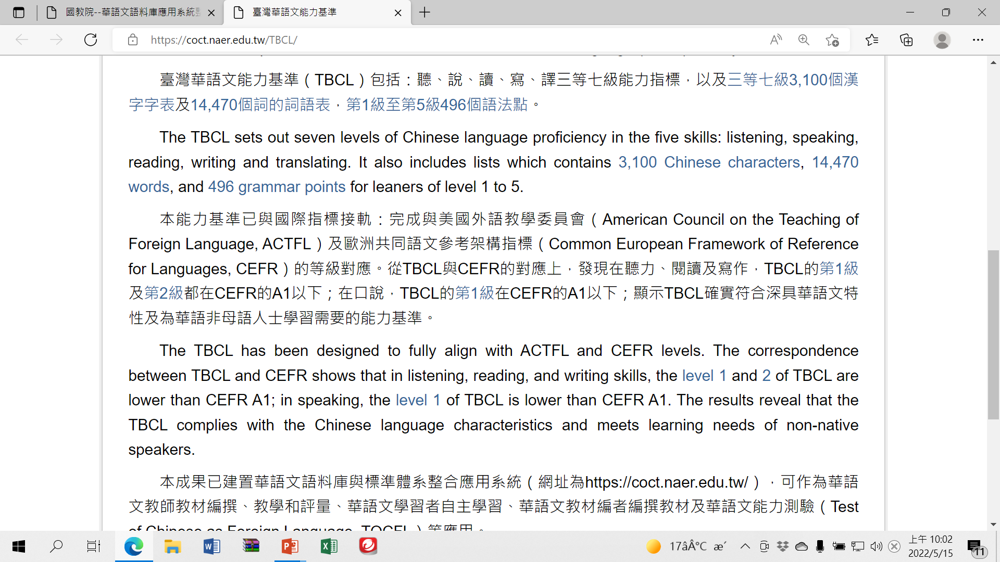 國教院--華語文語料庫應用系統
臺灣華語文能力基準
https://coct.naer.edu.tw/TBCL/
臺灣華語文能力基準（TBCL）包括：聽、說、讀、寫、譯三等七級能力指標，以及三等七級3,100個漢
字字表及14,470個詞的詞語表，第1級至第5級496個語法點。
The TBCL sets out seven levels of Chinese language proficiency in the five skills: listening, speaking,
reading, writing and translating. It also includes lists which contains 3,100 Chinese characters, 14,470
words, and 496 grammar points for leaners of level 1 to 5.
本能力基準已與國際指標接軌：完成與美國外語教學委員會（American Council on the Teaching of
Foreign Language, ACTFL）及歐洲共同語文參考架構指標（Common European Framework of Reference
for Languages, CEFR）的等級對應。從TBCL與CEFR的對應上，發現在聽力、閱讀及寫作，TBCL的第1級
及第2級都在CEFR的A1以下；在口說，TBCL的第1級在CEFR的A1以下；顯示TBCL確實符合深具華語文特
性及為華語非母語人士學習需要的能力基準。
The TBCL has been designed to fully align with ACTFL and CEFR levels. The correspondence
between TBCL and CEFR shows that in listening, reading, and writing skills, the level 1 and 2 of TBCL are
lower than CEFR A1; in speaking, the level 1 of TBCL is lower than CEFR A1. The results reveal that the
TBCL complies with the Chinese language characteristics and meets learning needs of non-native
speakers.
本成果已建置華語文語料庫與標準體系整合應用系統（網址為https://coct.naer.edu.tw/），可作為華語
文教師教材編撰、教學和評量、華語文學習者自主學習、華語文教材編者編撰教材及華語文能力測驗（Test
of Chinese as Foreign Language, TOCFL）等應用。
17âÂ°C æ´
上午 10:02
2022/5/15
11